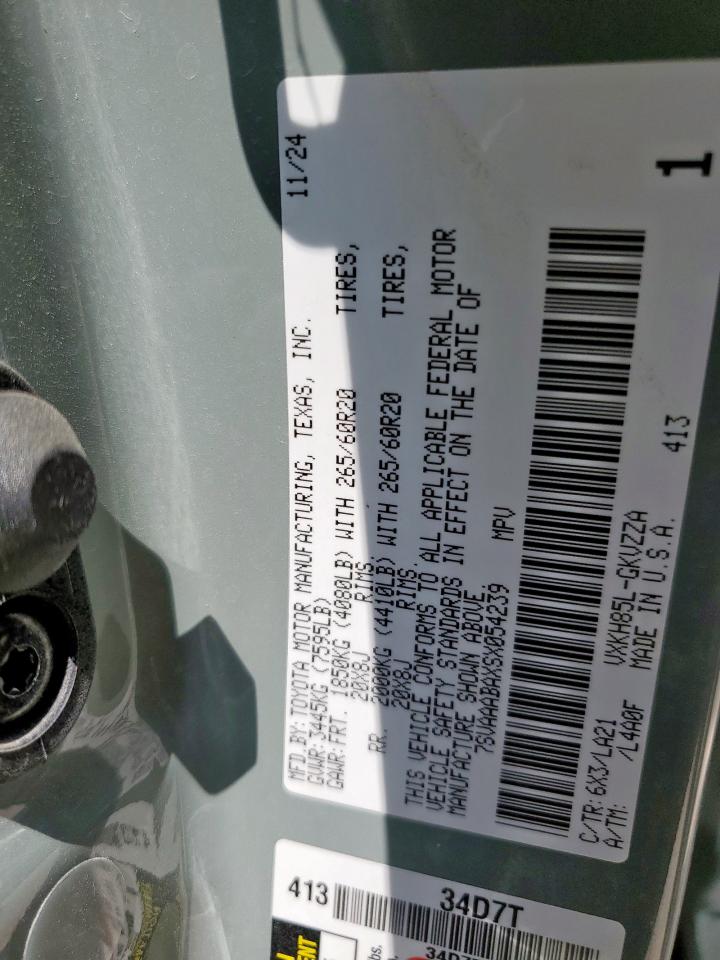 11/24
MFD.BY: TOYOTA MOTOR MANUFACTURING, TEXAS, INC.
GVWR: 3445KG (7595LB)
GAWR: FRT. 1850KG (4080LB) WITH 265/60R20 TIRES,
20X8J RIMS.
RR. 2000KG (4410LB) WITH 265/60R20 TIRES,
20X8J RIMS.
THIS VEHICLE CONFORMS TO ALL APPLICABLE FEDERAL MOTOR
VEHICLE SAFETY STANDARDS IN EFFECT ON THE DATE OF
MANUFACTURE SHOWN ABOVE.
7SVAAABAXSX054239 MPV
413
C/TR: 6X3/LA21 VXKH85L-GKVZZA
A/TM: /L4A0F MADE IN U.S.A.
1
413 34D7T